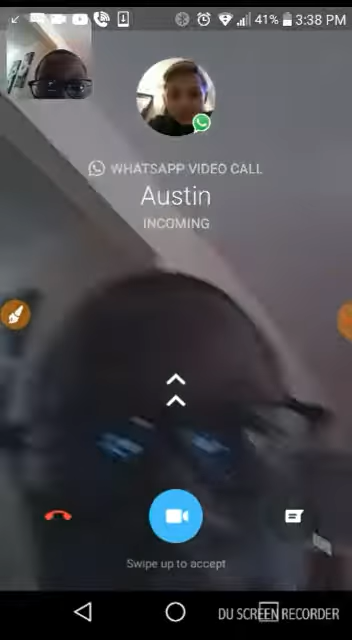 41% 3:38 PM
WHATSAPP VIDEO CALL
Austin
INCOMING
Swipe up to accept
DU SCREEN RECORDER